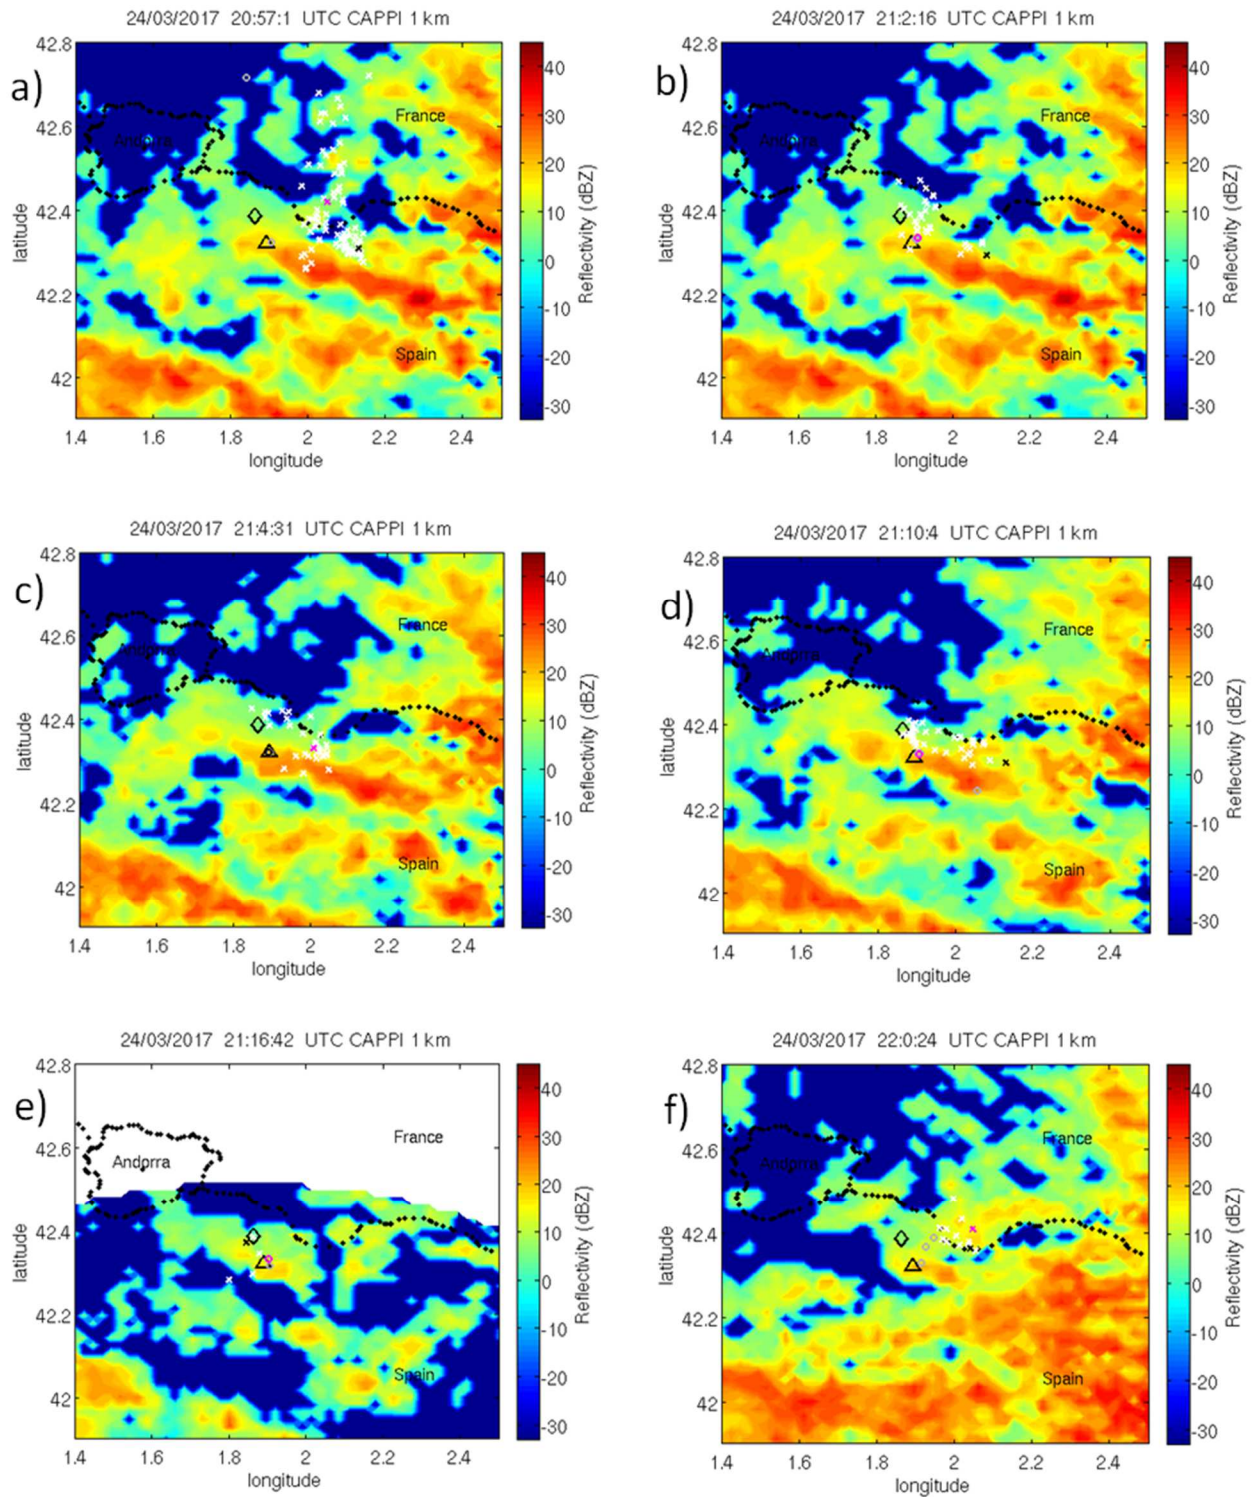 24/03/2017 20:57:1 UTC CAPPI 1 km
a)
42.8
42.6
42.4
42.2
42
latitude
1.4 1.6 1.8 2 2.2 2.4
longitude
France
Andorra
Spain
40
30
20
10
0
-10
-20
-30
Reflectivity (dBZ)
24/03/2017 21:2:16 UTC CAPPI 1 km
b)
42.8
42.6
42.4
42.2
42
latitude
1.4 1.6 1.8 2 2.2 2.4
longitude
France
Andorra
Spain
40
30
20
10
0
-10
-20
-30
Reflectivity (dBZ)
24/03/2017 21:4:31 UTC CAPPI 1 km
c)
42.8
42.6
42.4
42.2
42
latitude
1.4 1.6 1.8 2 2.2 2.4
longitude
France
Andorra
Spain
40
30
20
10
0
-10
-20
-30
Reflectivity (dBZ)
24/03/2017 21:10:4 UTC CAPPI 1 km
d)
42.8
42.6
42.4
42.2
42
latitude
1.4 1.6 1.8 2 2.2 2.4
longitude
France
Andorra
Spain
40
30
20
10
0
-10
-20
-30
Reflectivity (dBZ)
24/03/2017 21:16:42 UTC CAPPI 1 km
e)
42.8
42.6
42.4
42.2
42
latitude
1.4 1.6 1.8 2 2.2 2.4
longitude
France
Andorra
Spain
40
30
20
10
0
-10
-20
-30
Reflectivity (dBZ)
24/03/2017 22:0:24 UTC CAPPI 1 km
f)
42.8
42.6
42.4
42.2
42
latitude
1.4 1.6 1.8 2 2.2 2.4
longitude
France
Andorra
Spain
40
30
20
10
0
-10
-20
-30
Reflectivity (dBZ)